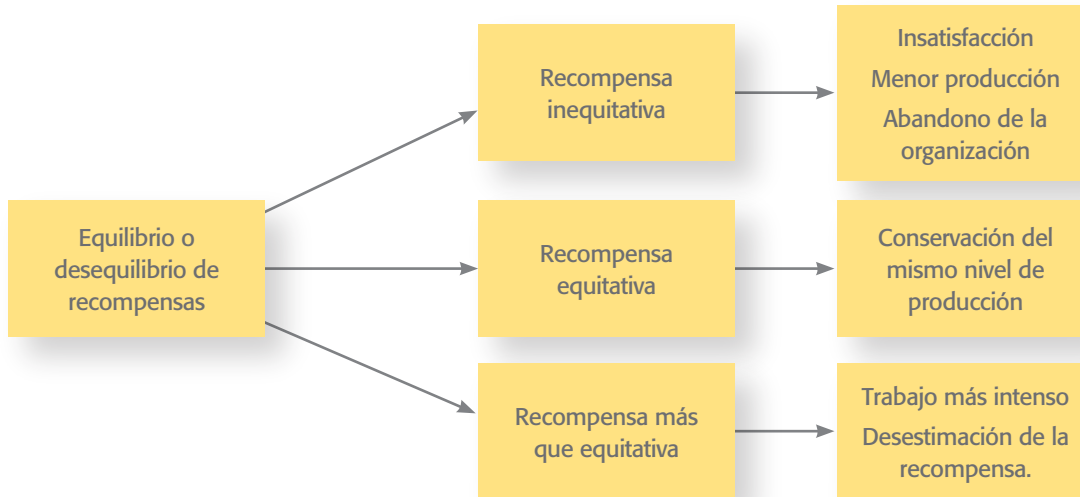 Equilibrio o
desequilibrio de
recompensas
Recompensa
inequitativa
Insatisfacción
Menor producción
Abandono de la
organización
Recompensa
equitativa
Conservación del
mismo nivel de
producción
Recompensa más
que equitativa
Trabajo más intenso
Desestimación de la
recompensa.